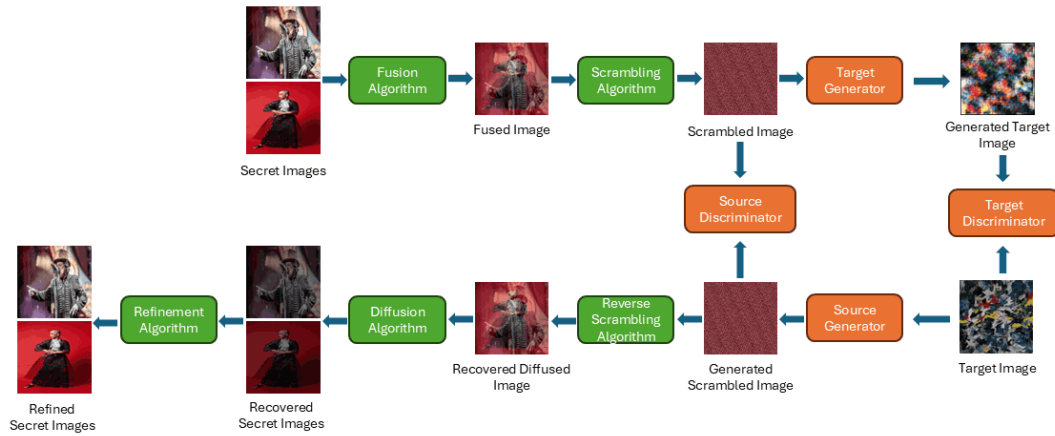 Fusion
Algorithm
Scrambling
Algorithm
Target
Generator
Secret Images
Fused Image
Scrambled Image
Generated Target
Image
Source
Discriminator
Target
Discriminator
Refinement
Algorithm
Diffusion
Algorithm
Reverse
Scrambling
Algorithm
Source
Generator
Refined
Secret Images
Recovered
Secret Images
Recovered Diffused
Image
Generated
Scrambled Image
Target Image